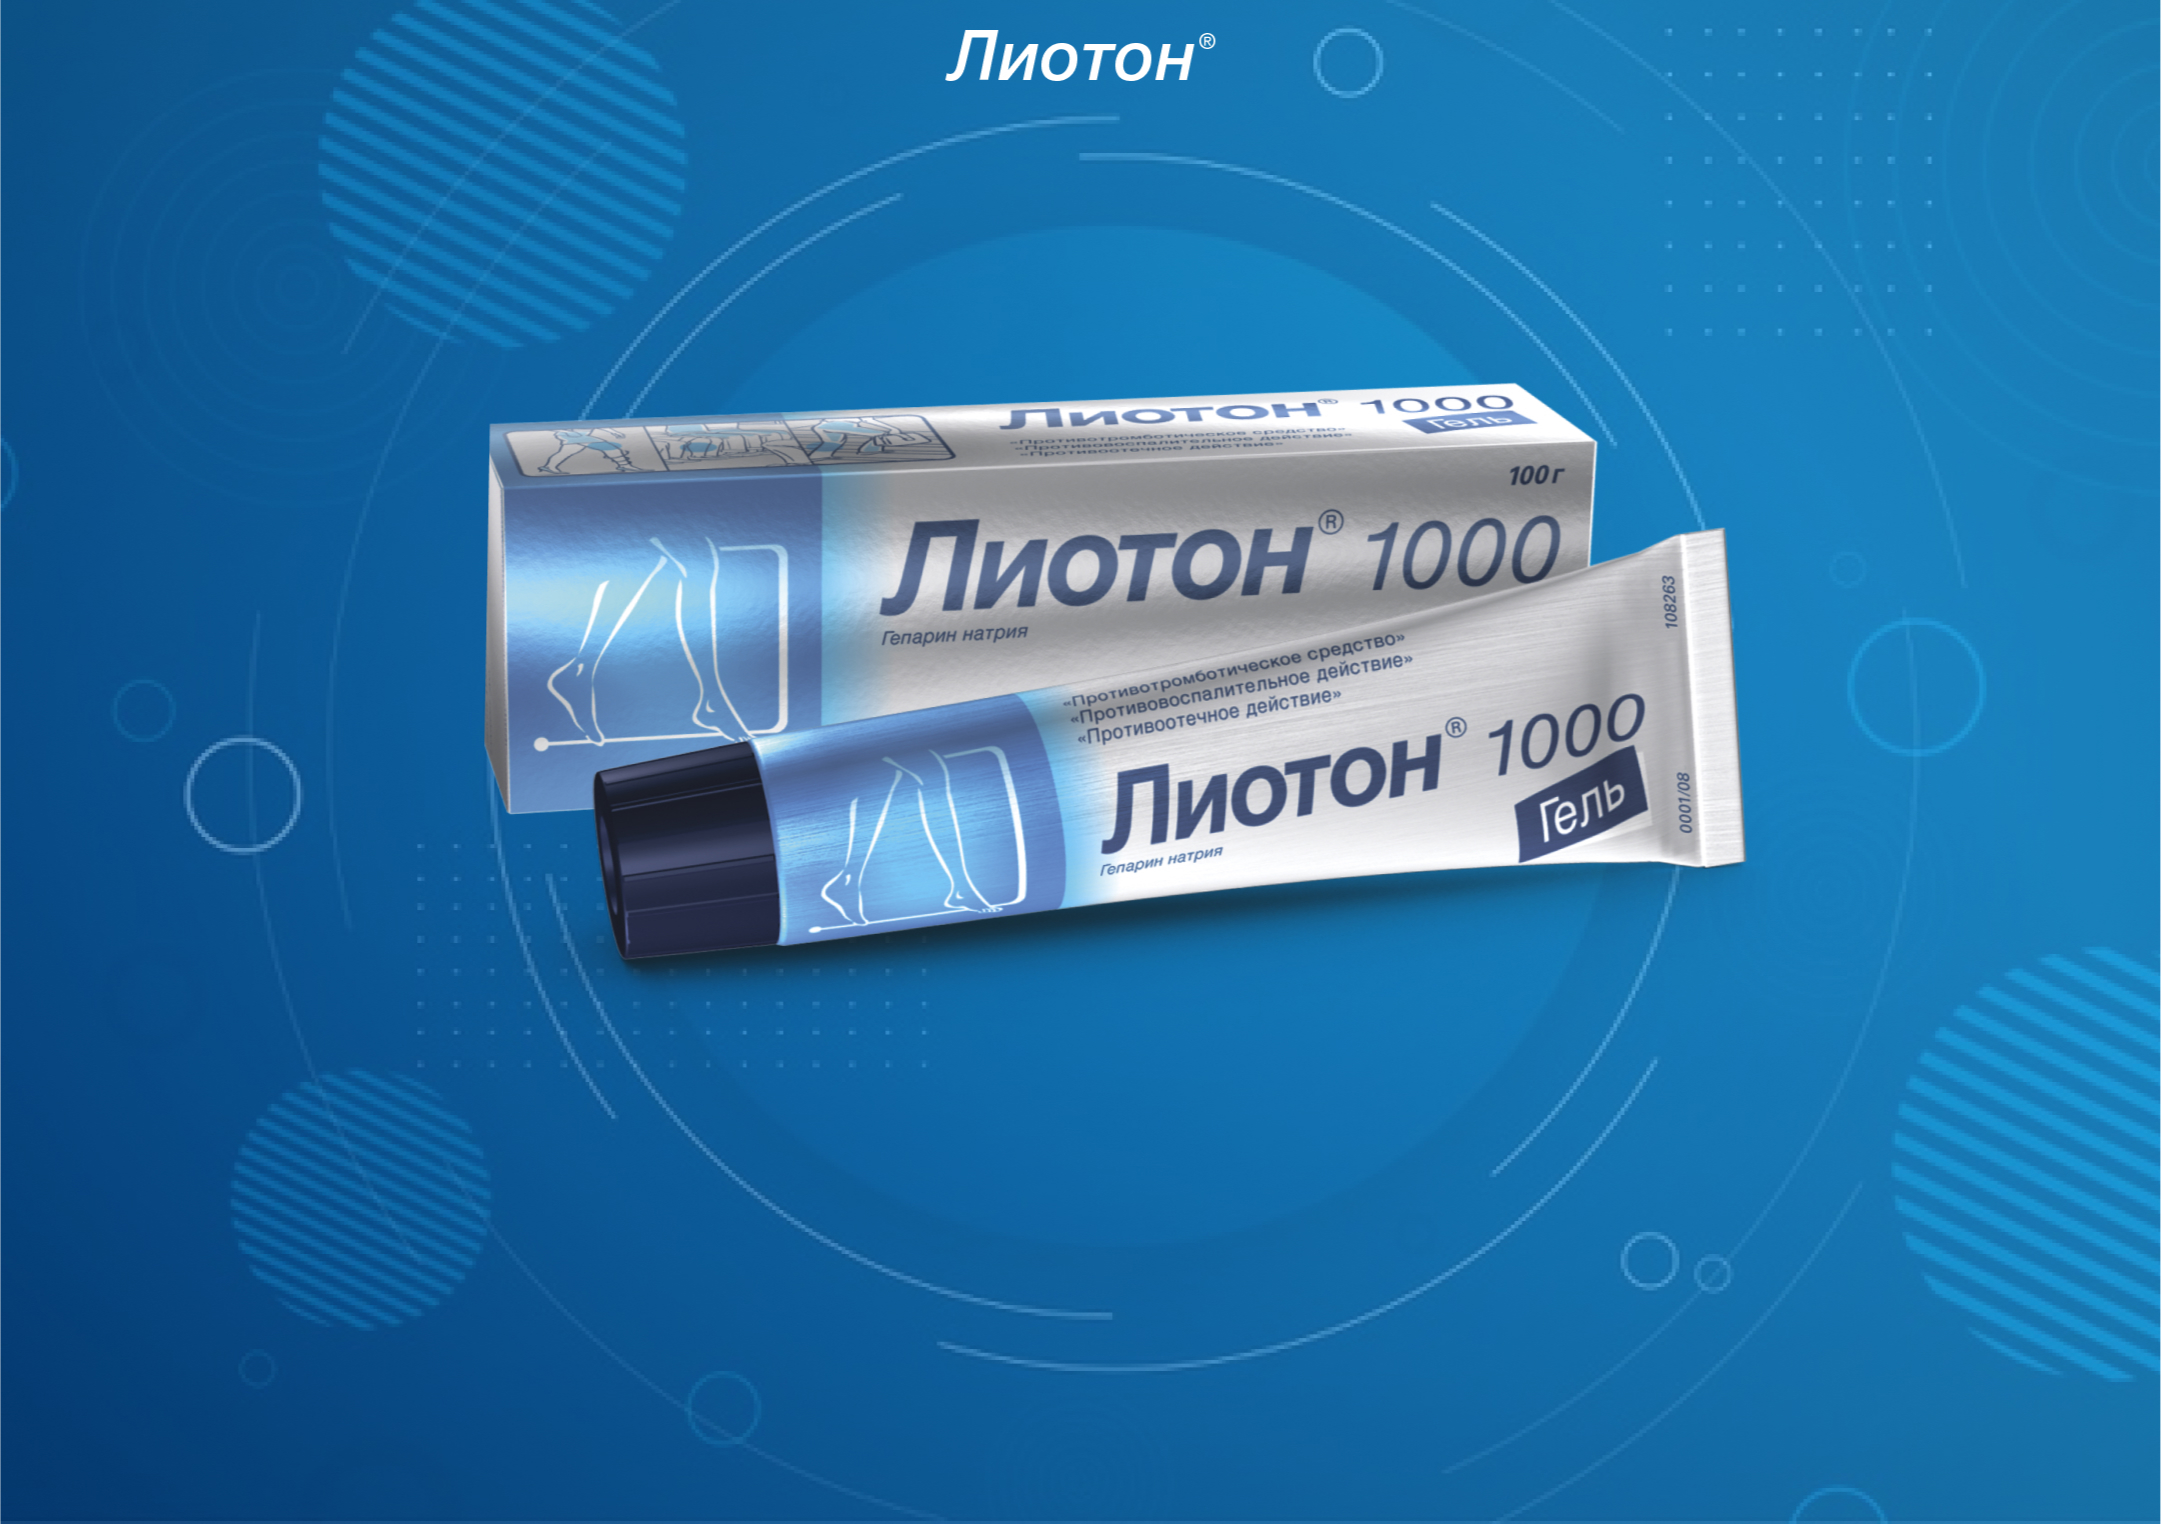 Лиотон®
Лиотон® 1000
Гель
«Противотромботическое средство»
«Противовоспалительное действие»
«Противоотечное действие»
100 г
Лиотон® 1000
Гепарин натрия
«Противотромботическое средство»
«Противовоспалительное действие»
«Противоотечное действие»
Лиотон® 1000
Гель
Гепарин натрия
108263
0001/08